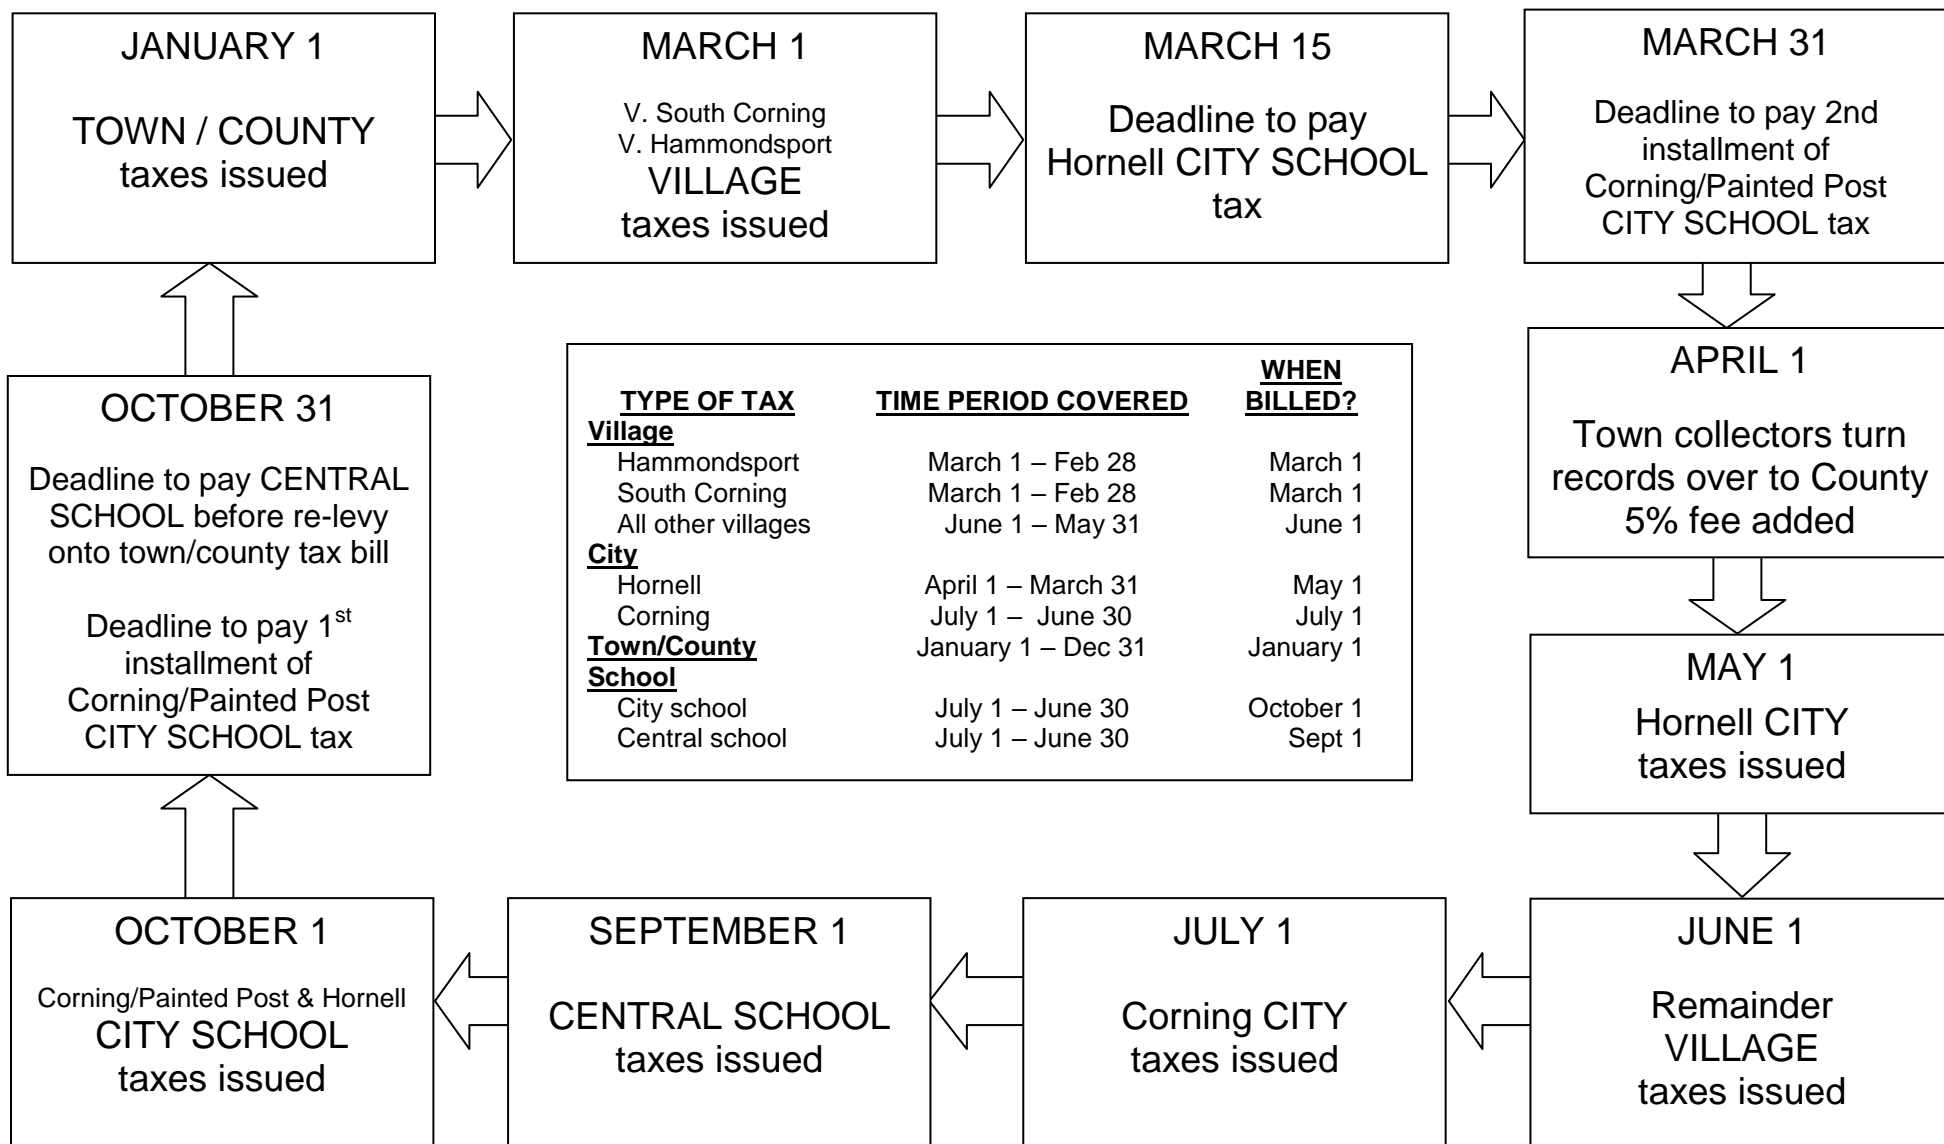 JANUARY 1
TOWN / COUNTY
taxes issued
MARCH 1
V. South Corning
V. Hammondsport
VILLAGE
taxes issued
MARCH 15
Deadline to pay
Hornell CITY SCHOOL
tax
MARCH 31
Deadline to pay 2nd
installment of
Corning/Painted Post
CITY SCHOOL tax
APRIL 1
Town collectors turn
records over to County
5% fee added
MAY 1
Hornell CITY
taxes issued
JUNE 1
Remainder
VILLAGE
taxes issued
JULY 1
Corning CITY
taxes issued
SEPTEMBER 1
CENTRAL SCHOOL
taxes issued
OCTOBER 1
Corning/Painted Post & Hornell
CITY SCHOOL
taxes issued
OCTOBER 31
Deadline to pay CENTRAL
SCHOOL before re-levy
onto town/county tax bill
Deadline to pay 1st
installment of
Corning/Painted Post
CITY SCHOOL tax
WHEN
TYPE OF TAX TIME PERIOD COVERED BILLED?
Village
Hammondsport March 1 – Feb 28 March 1
South Corning March 1 – Feb 28 March 1
All other villages June 1 – May 31 June 1
City
Hornell April 1 – March 31 May 1
Corning July 1 – June 30 July 1
Town/County January 1 – Dec 31 January 1
School
City school July 1 – June 30 October 1
Central school July 1 – June 30 Sept 1